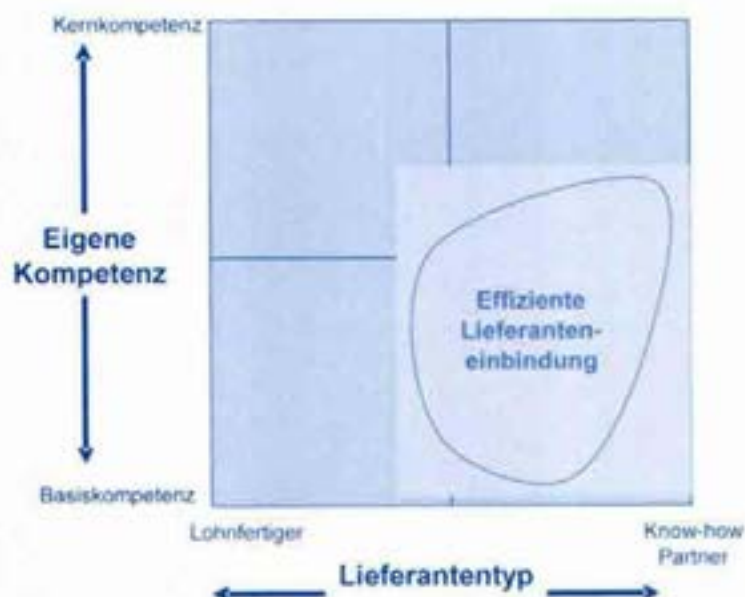 Kernkompetenz
Eigene
Kompetenz
Effiziente
Lieferanten-
einbindung
Basiskompetenz
Lohnfertiger
Know-how
Partner
Lieferantentyp